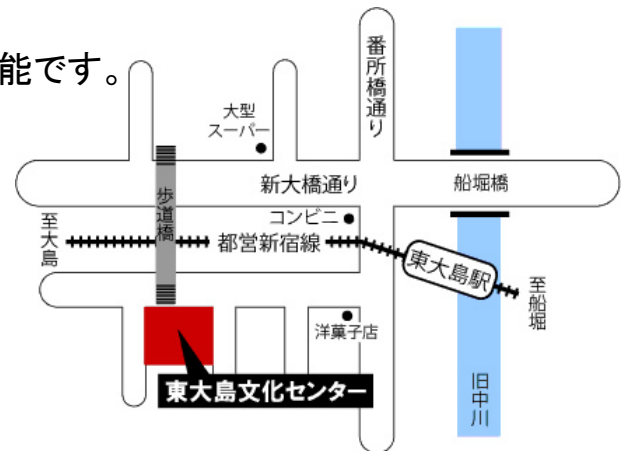 能です。
番所橋通り
大型
スーパー
新大橋通り
船堀橋
歩道橋
コンビニ
至大島
都営新宿線
東大島駅
至船堀
洋菓子店
東大島文化センター
旧中川